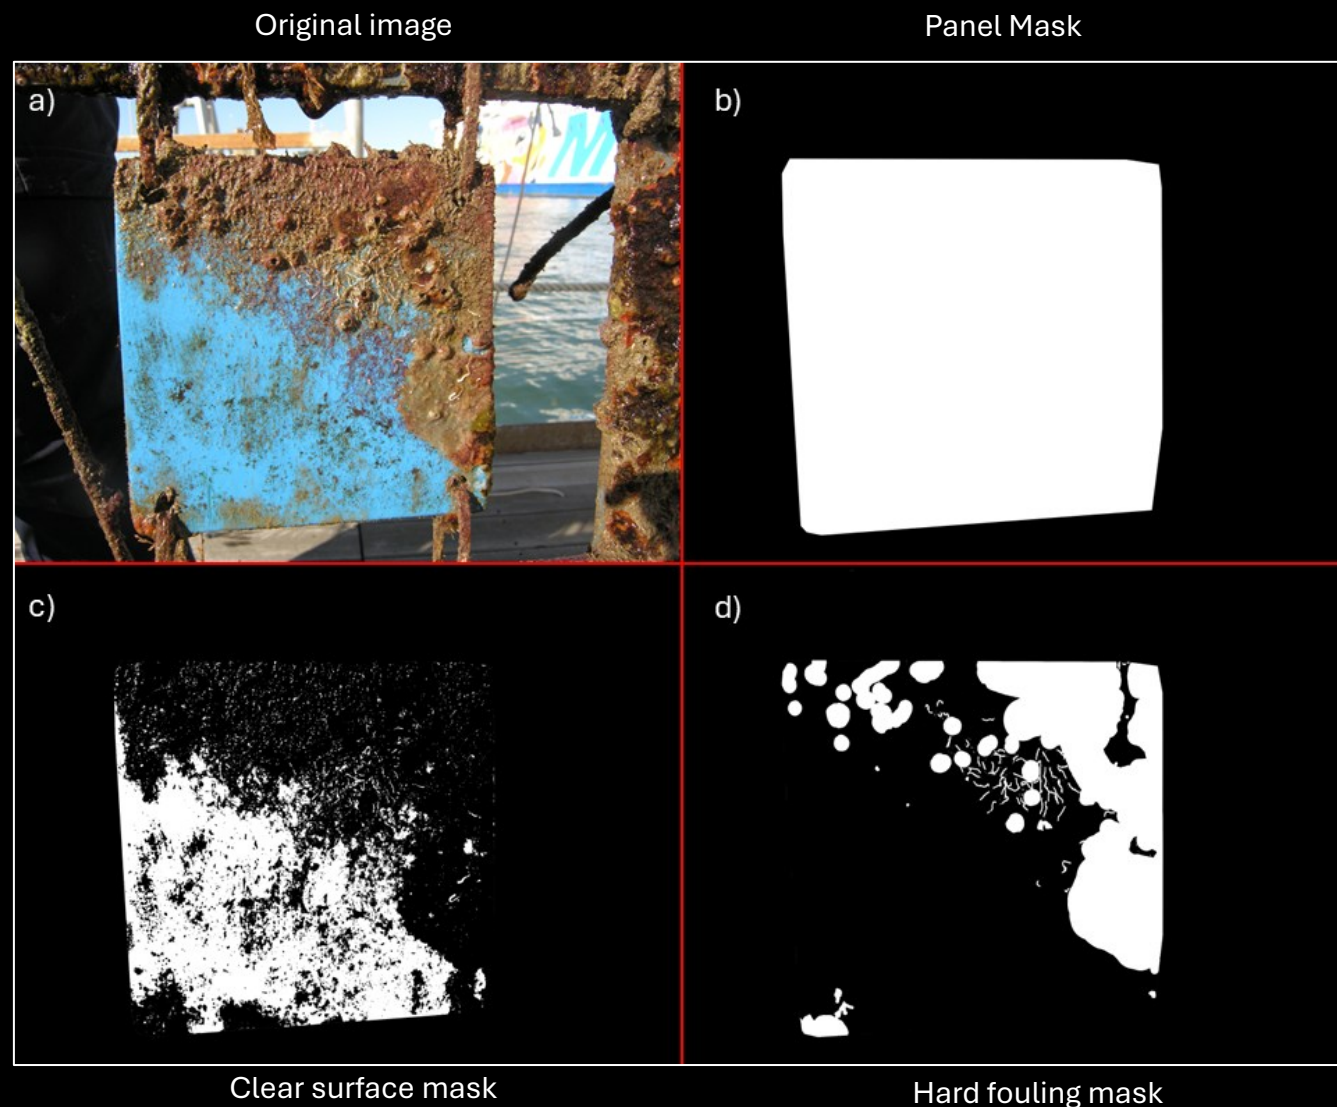 Original image
Panel Mask
a)
b)
M
c)
d)
Clear surface mask
Hard fouling mask